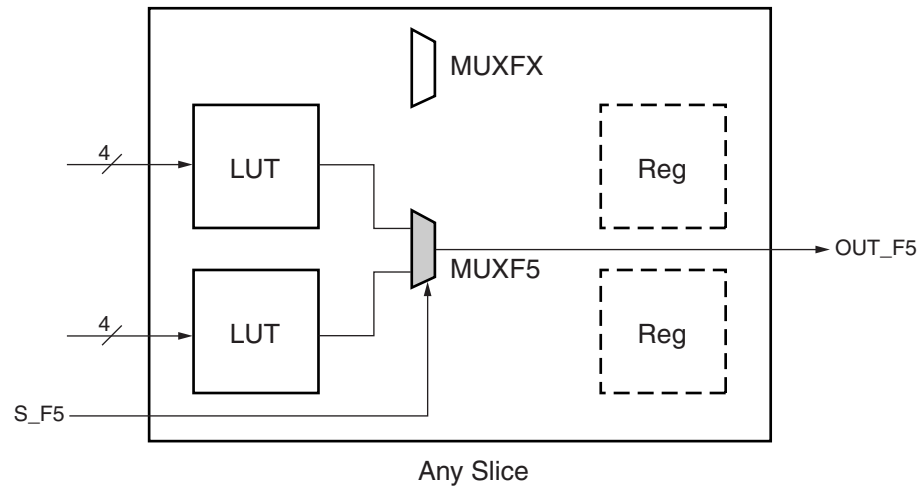 MUXFX
4
LUT
Reg
MUXF5
OUT_F5
4
LUT
Reg
S_F5
Any Slice